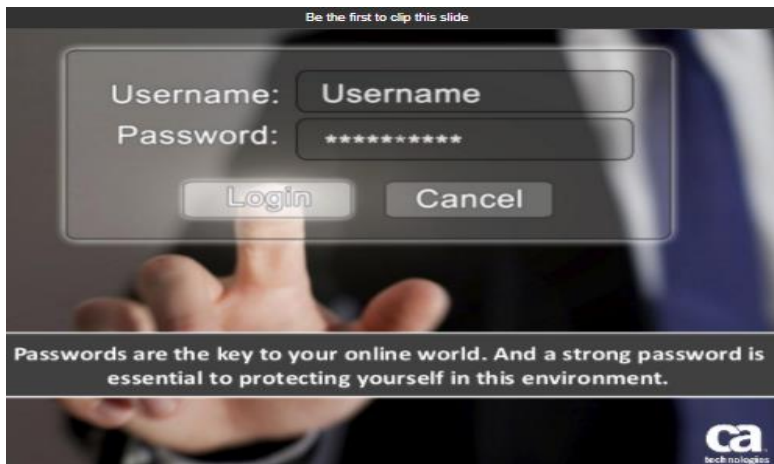 Be the first to clip this slide
Username: Username
Password: **********
Login Cancel
Passwords are the key to your online world. And a strong password is
essential to protecting yourself in this environment.
ca
technologies